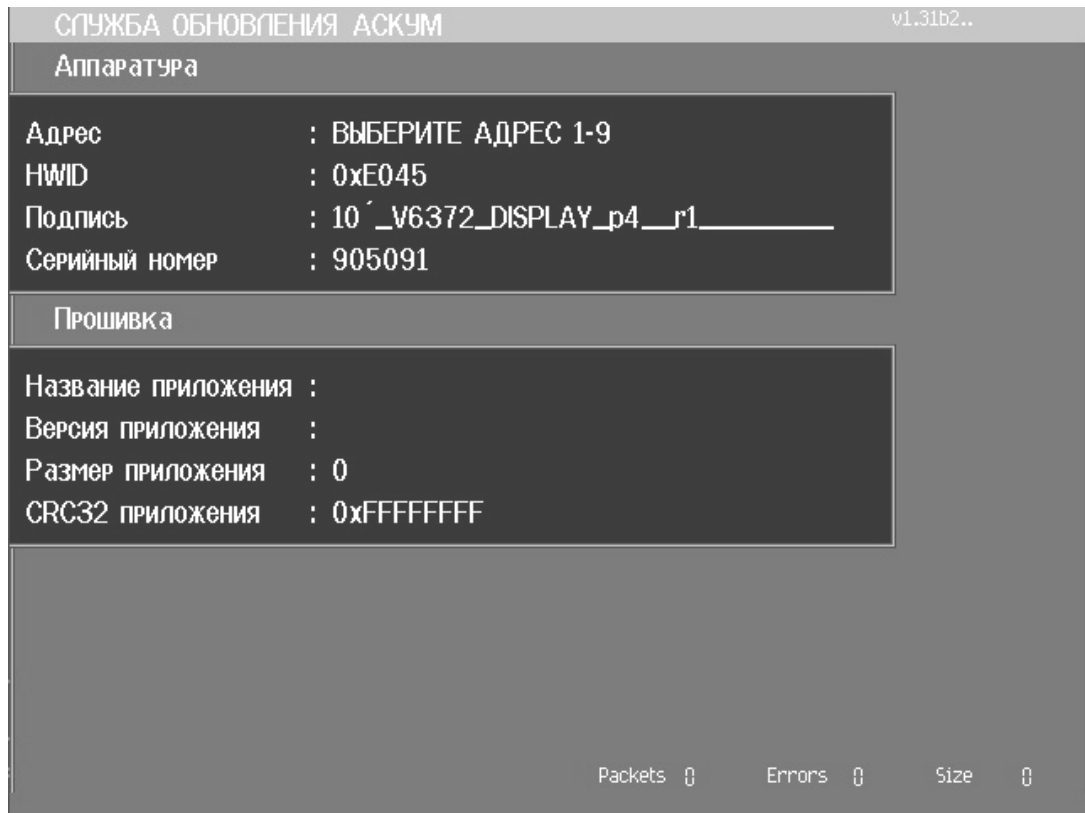 СЛУЖБА ОБНОВЛЕНИЯ АСКУМ v1.31b2..
Аппаратура
Адрес : ВЫБЕРИТЕ АДРЕС 1-9
HWID : 0xE045
Подпись : 10´_V6372_DISPLAY_p4__r1_________
Серийный номер : 905091
Прошивка
Название приложения :
Версия приложения :
Размер приложения : 0
CRC32 приложения : 0xFFFFFFFF
Packets 0 Errors 0 Size 0